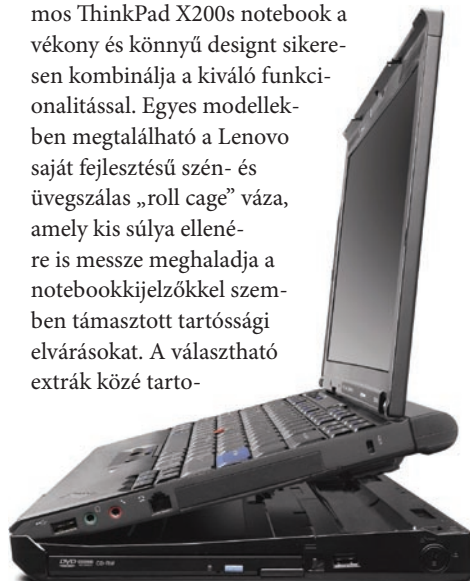 mos ThinkPad X200s notebook a
vékony és könnyű designt sikere-
sen kombinálja a kiváló funkci-
onalitással. Egyes modellek-
ben megtalálható a Lenovo
saját fejlesztésű szén- és
üvegszálas „roll cage” váza,
amely kis súlya ellené-
re is messze meghaladja a
notebookkijelzőkkel szem-
ben támasztott tartóssági
elvárásokat. A választható
extrák közé tarto-